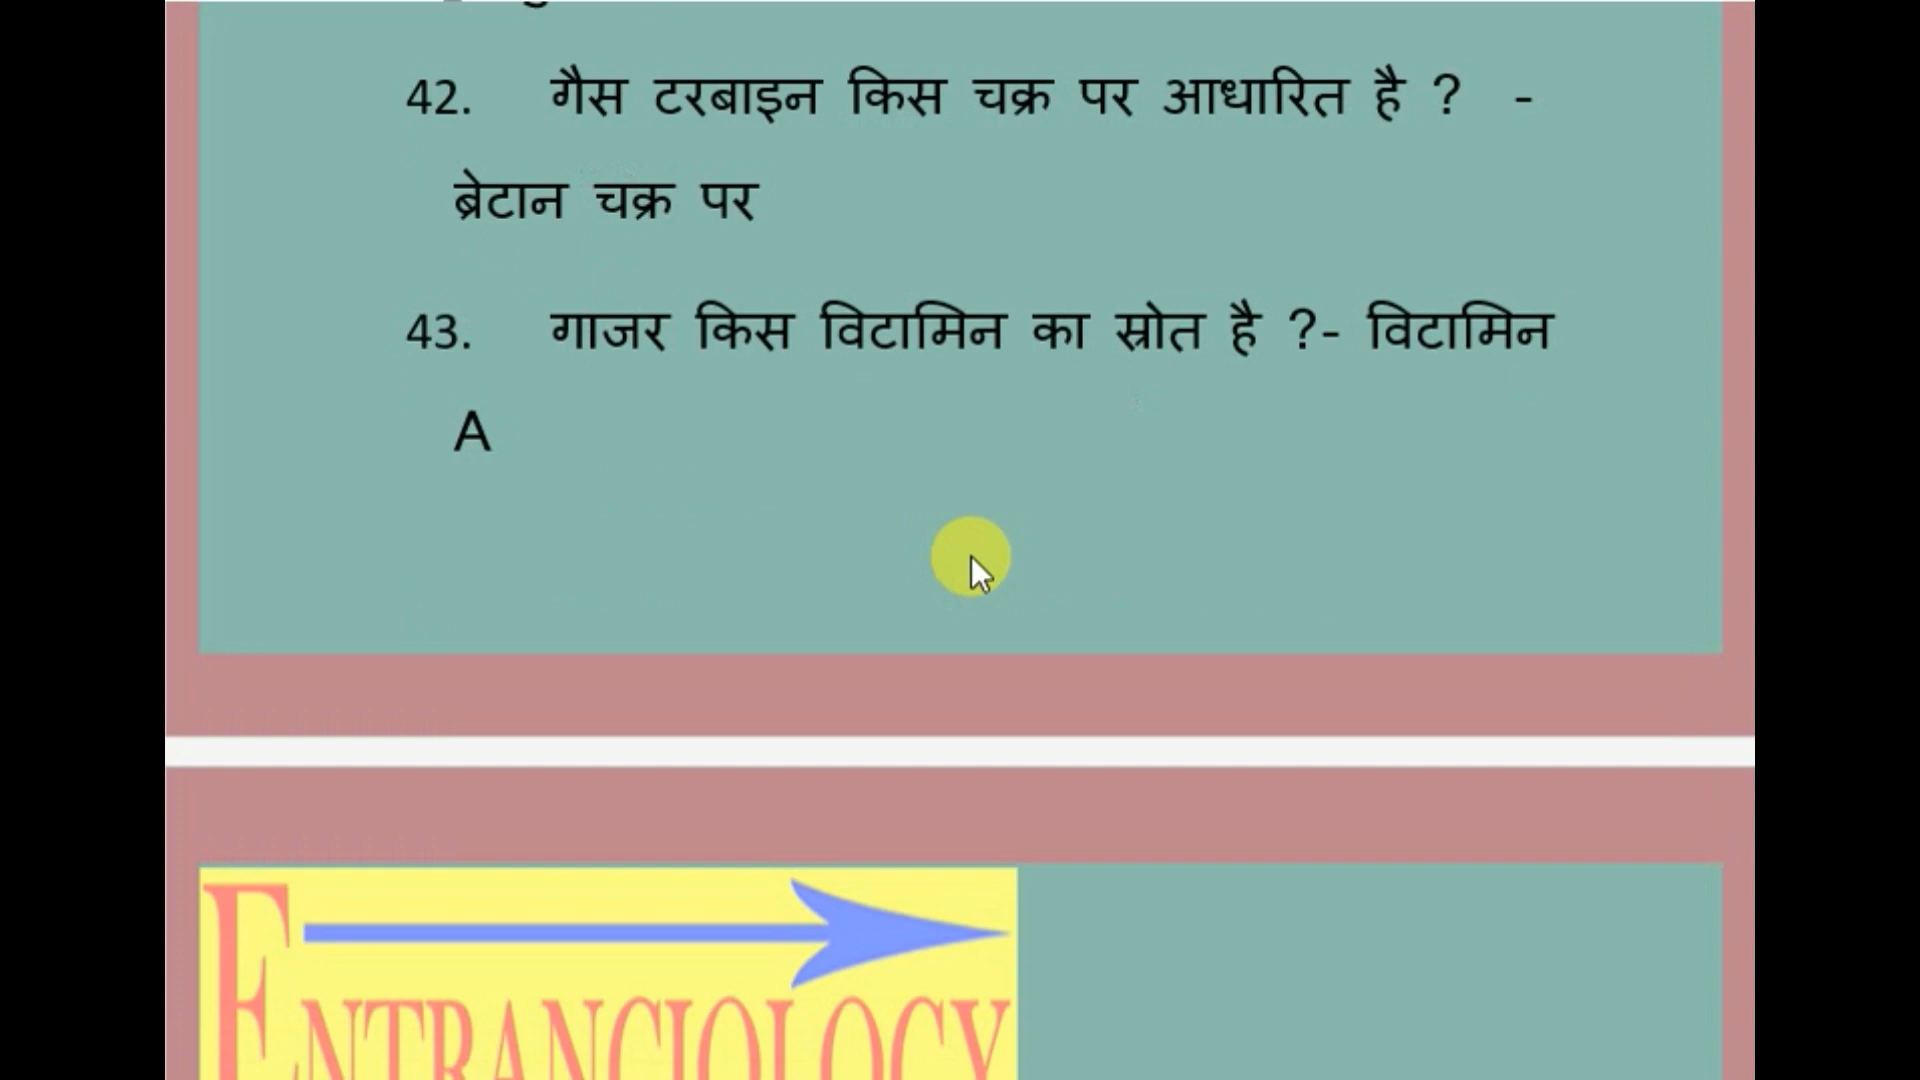 42. गैस टरबाइन किस चक्र पर आधारित है ? -
ब्रेटान चक्र पर
43. गाजर किस विटामिन का स्रोत है ?- विटामिन
A
ENTRANCIOLOGY